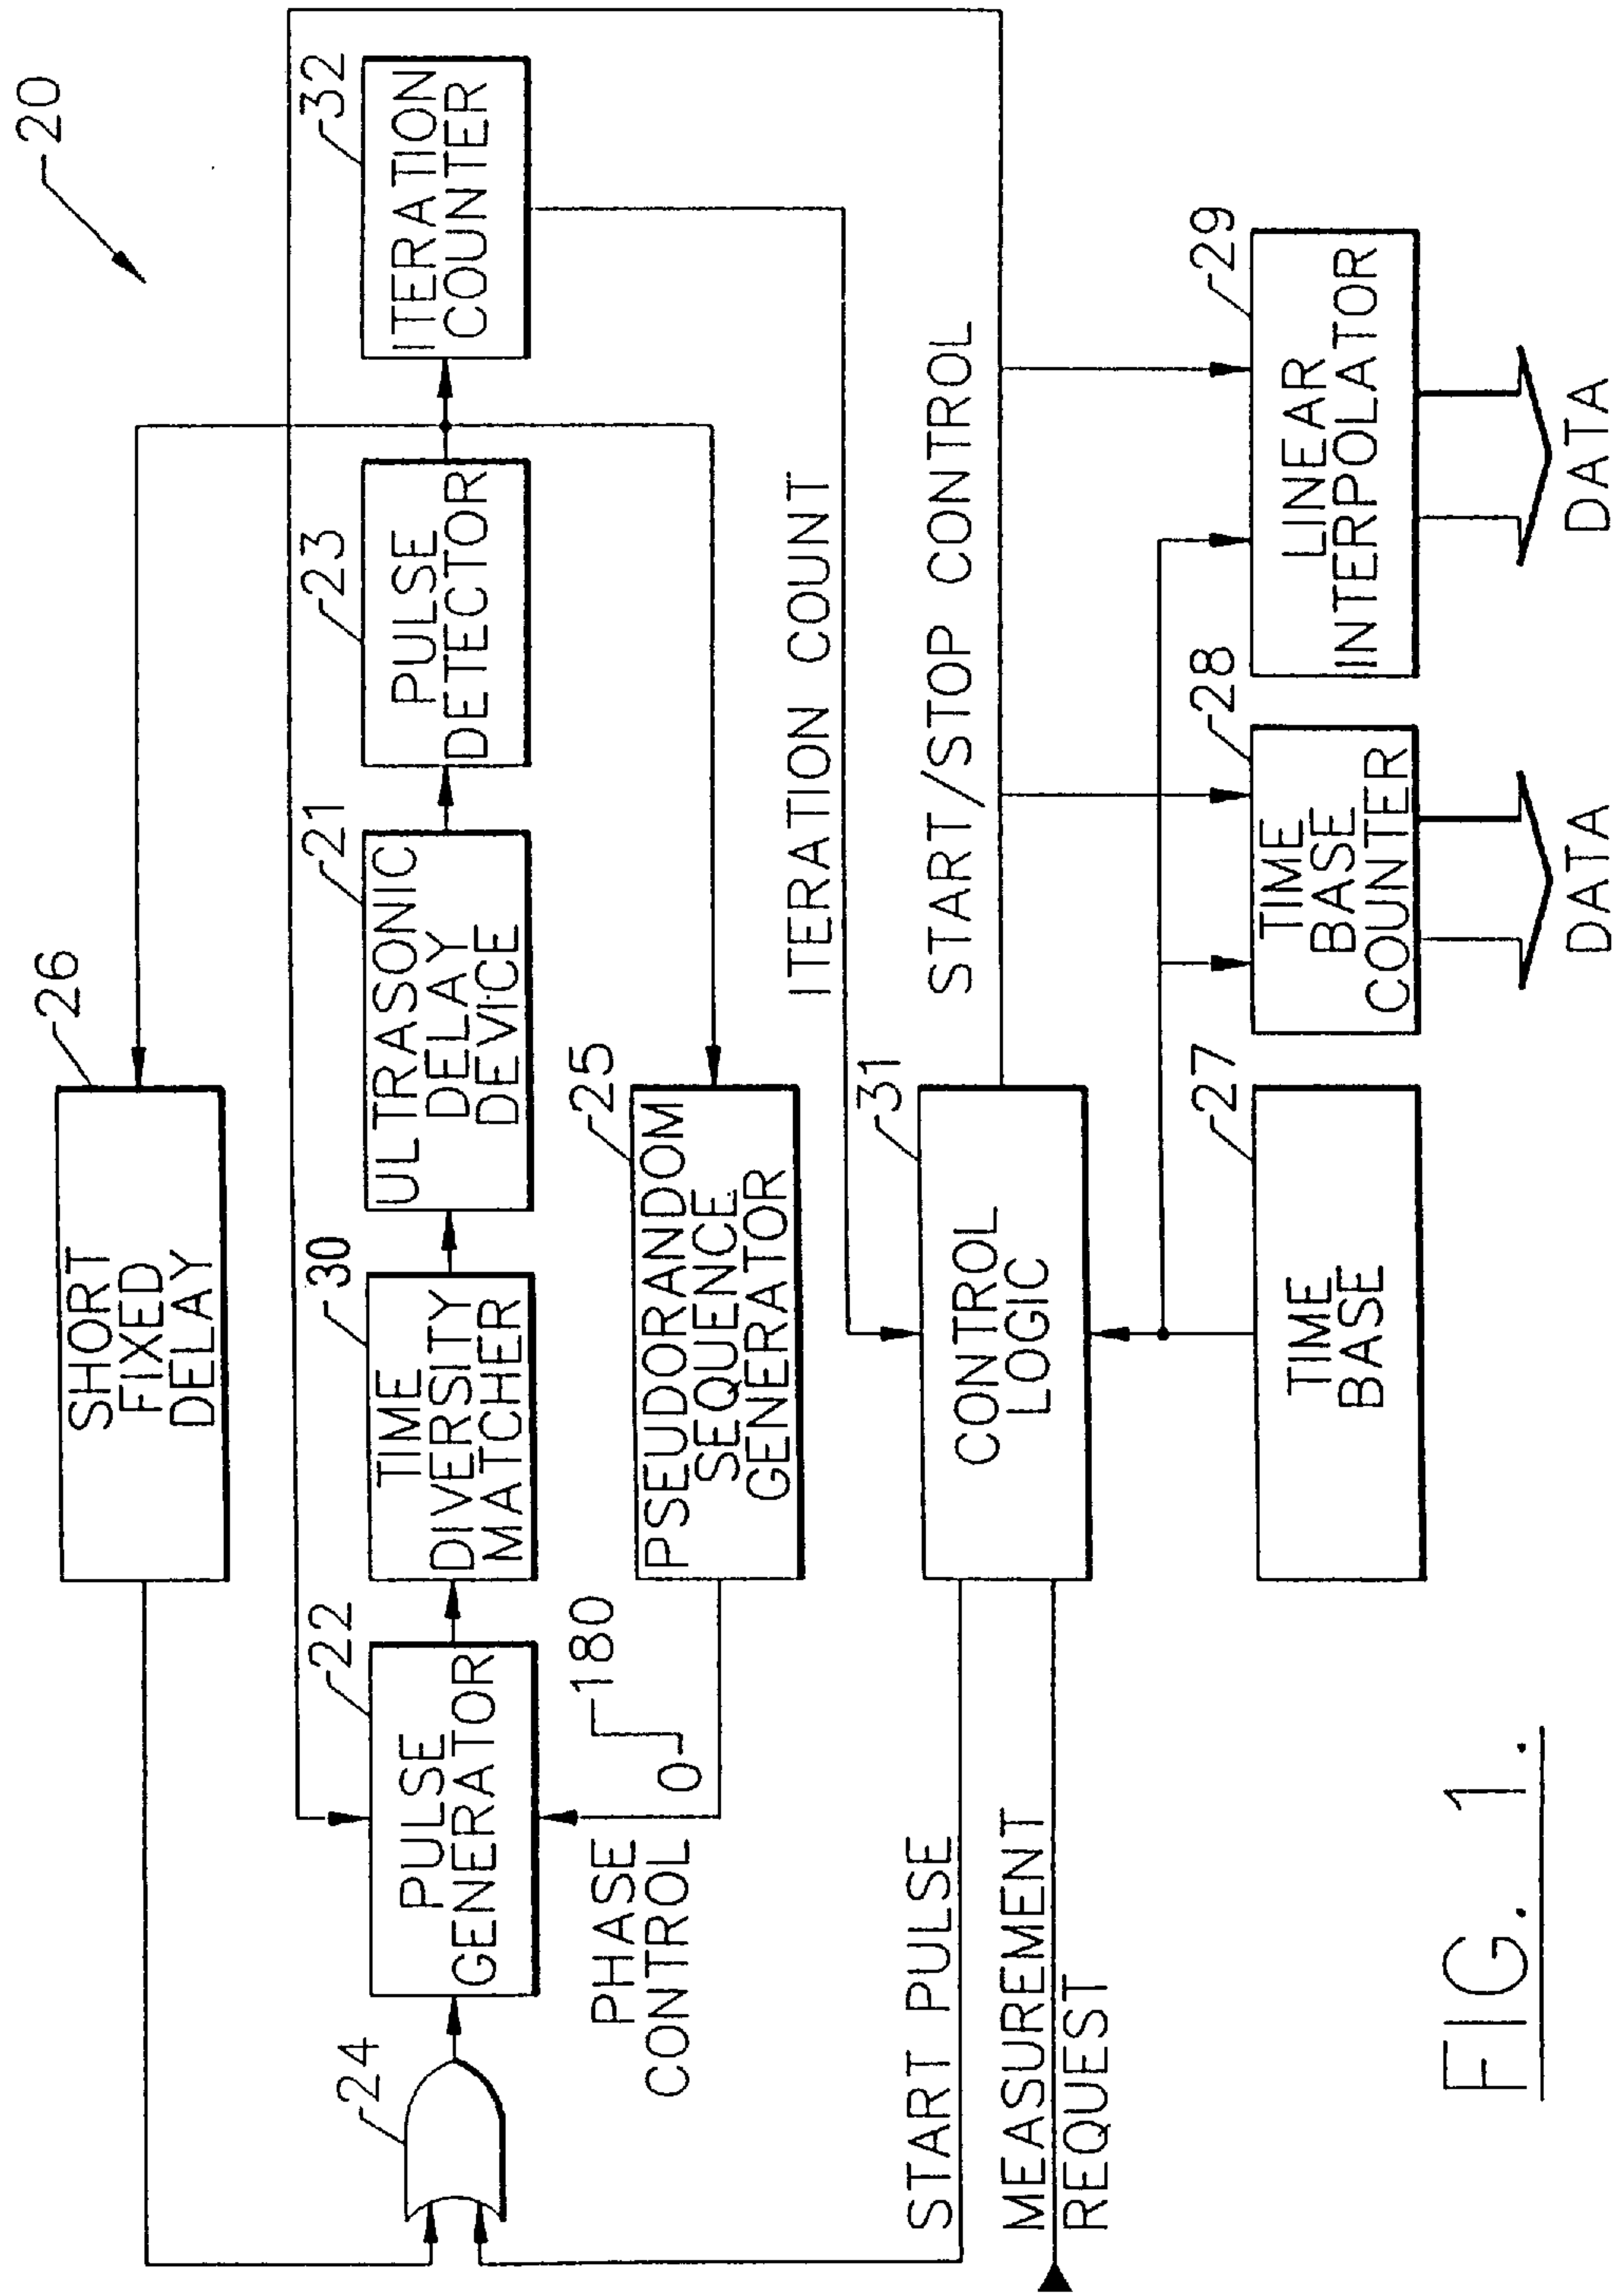 20
SHORT
FIXED
DELAY
26
24
PULSE
GENERATOR
22
TIME
DIVERSITY
MATCHER
30
ULTRASONIC
DELAY
DEVICE
21
PULSE
DETECTOR
23
ITERATION
COUNTER
32
PHASE
CONTROL
0
180
PSEUDORANDOM
SEQUENCE
GENERATOR
25
ITERATION COUNT
START PULSE
MEASUREMENT
REQUEST
CONTROL
LOGIC
31
START/STOP CONTROL
TIME
BASE
27
TIME
BASE
COUNTER
28
LINEAR
INTERPOLATOR
29
DATA
DATA
FIG. 1.